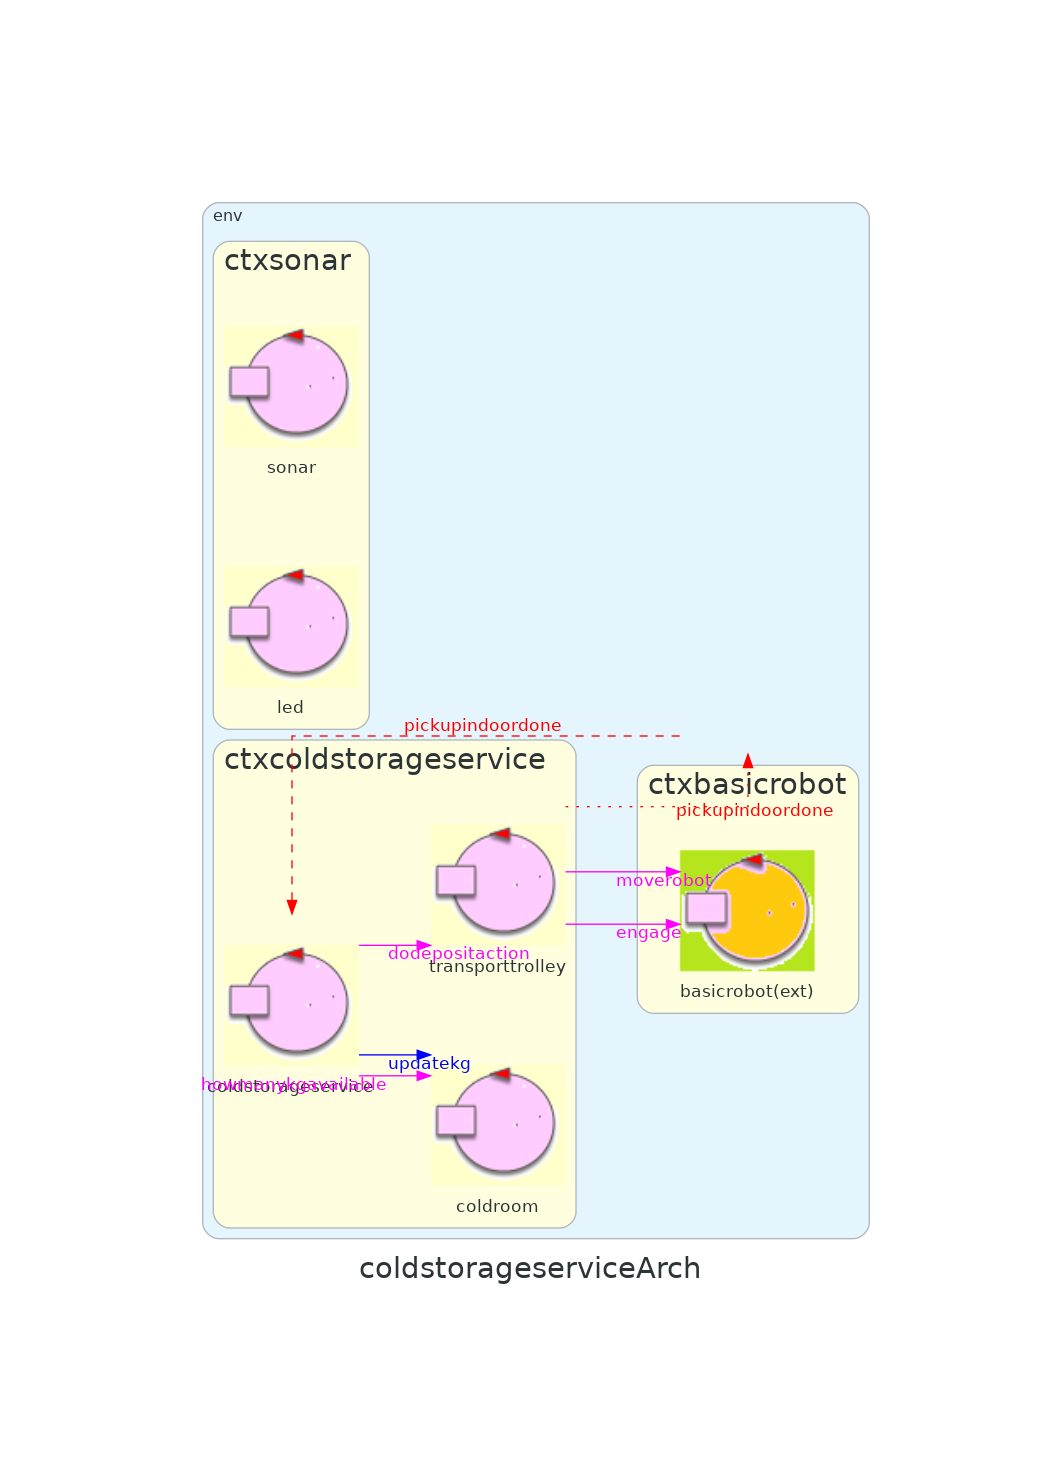 env
ctxsonar
sonar
led
pickupindoordone
ctxcoldstorageservice
ctxbasicrobot
pickupindoordone
moverobot
engage
dodepositaction
transporttrolley
basicrobot(ext)
updatekg
howmanykgavailable
coldstorageservice
coldroom
coldstorageserviceArch